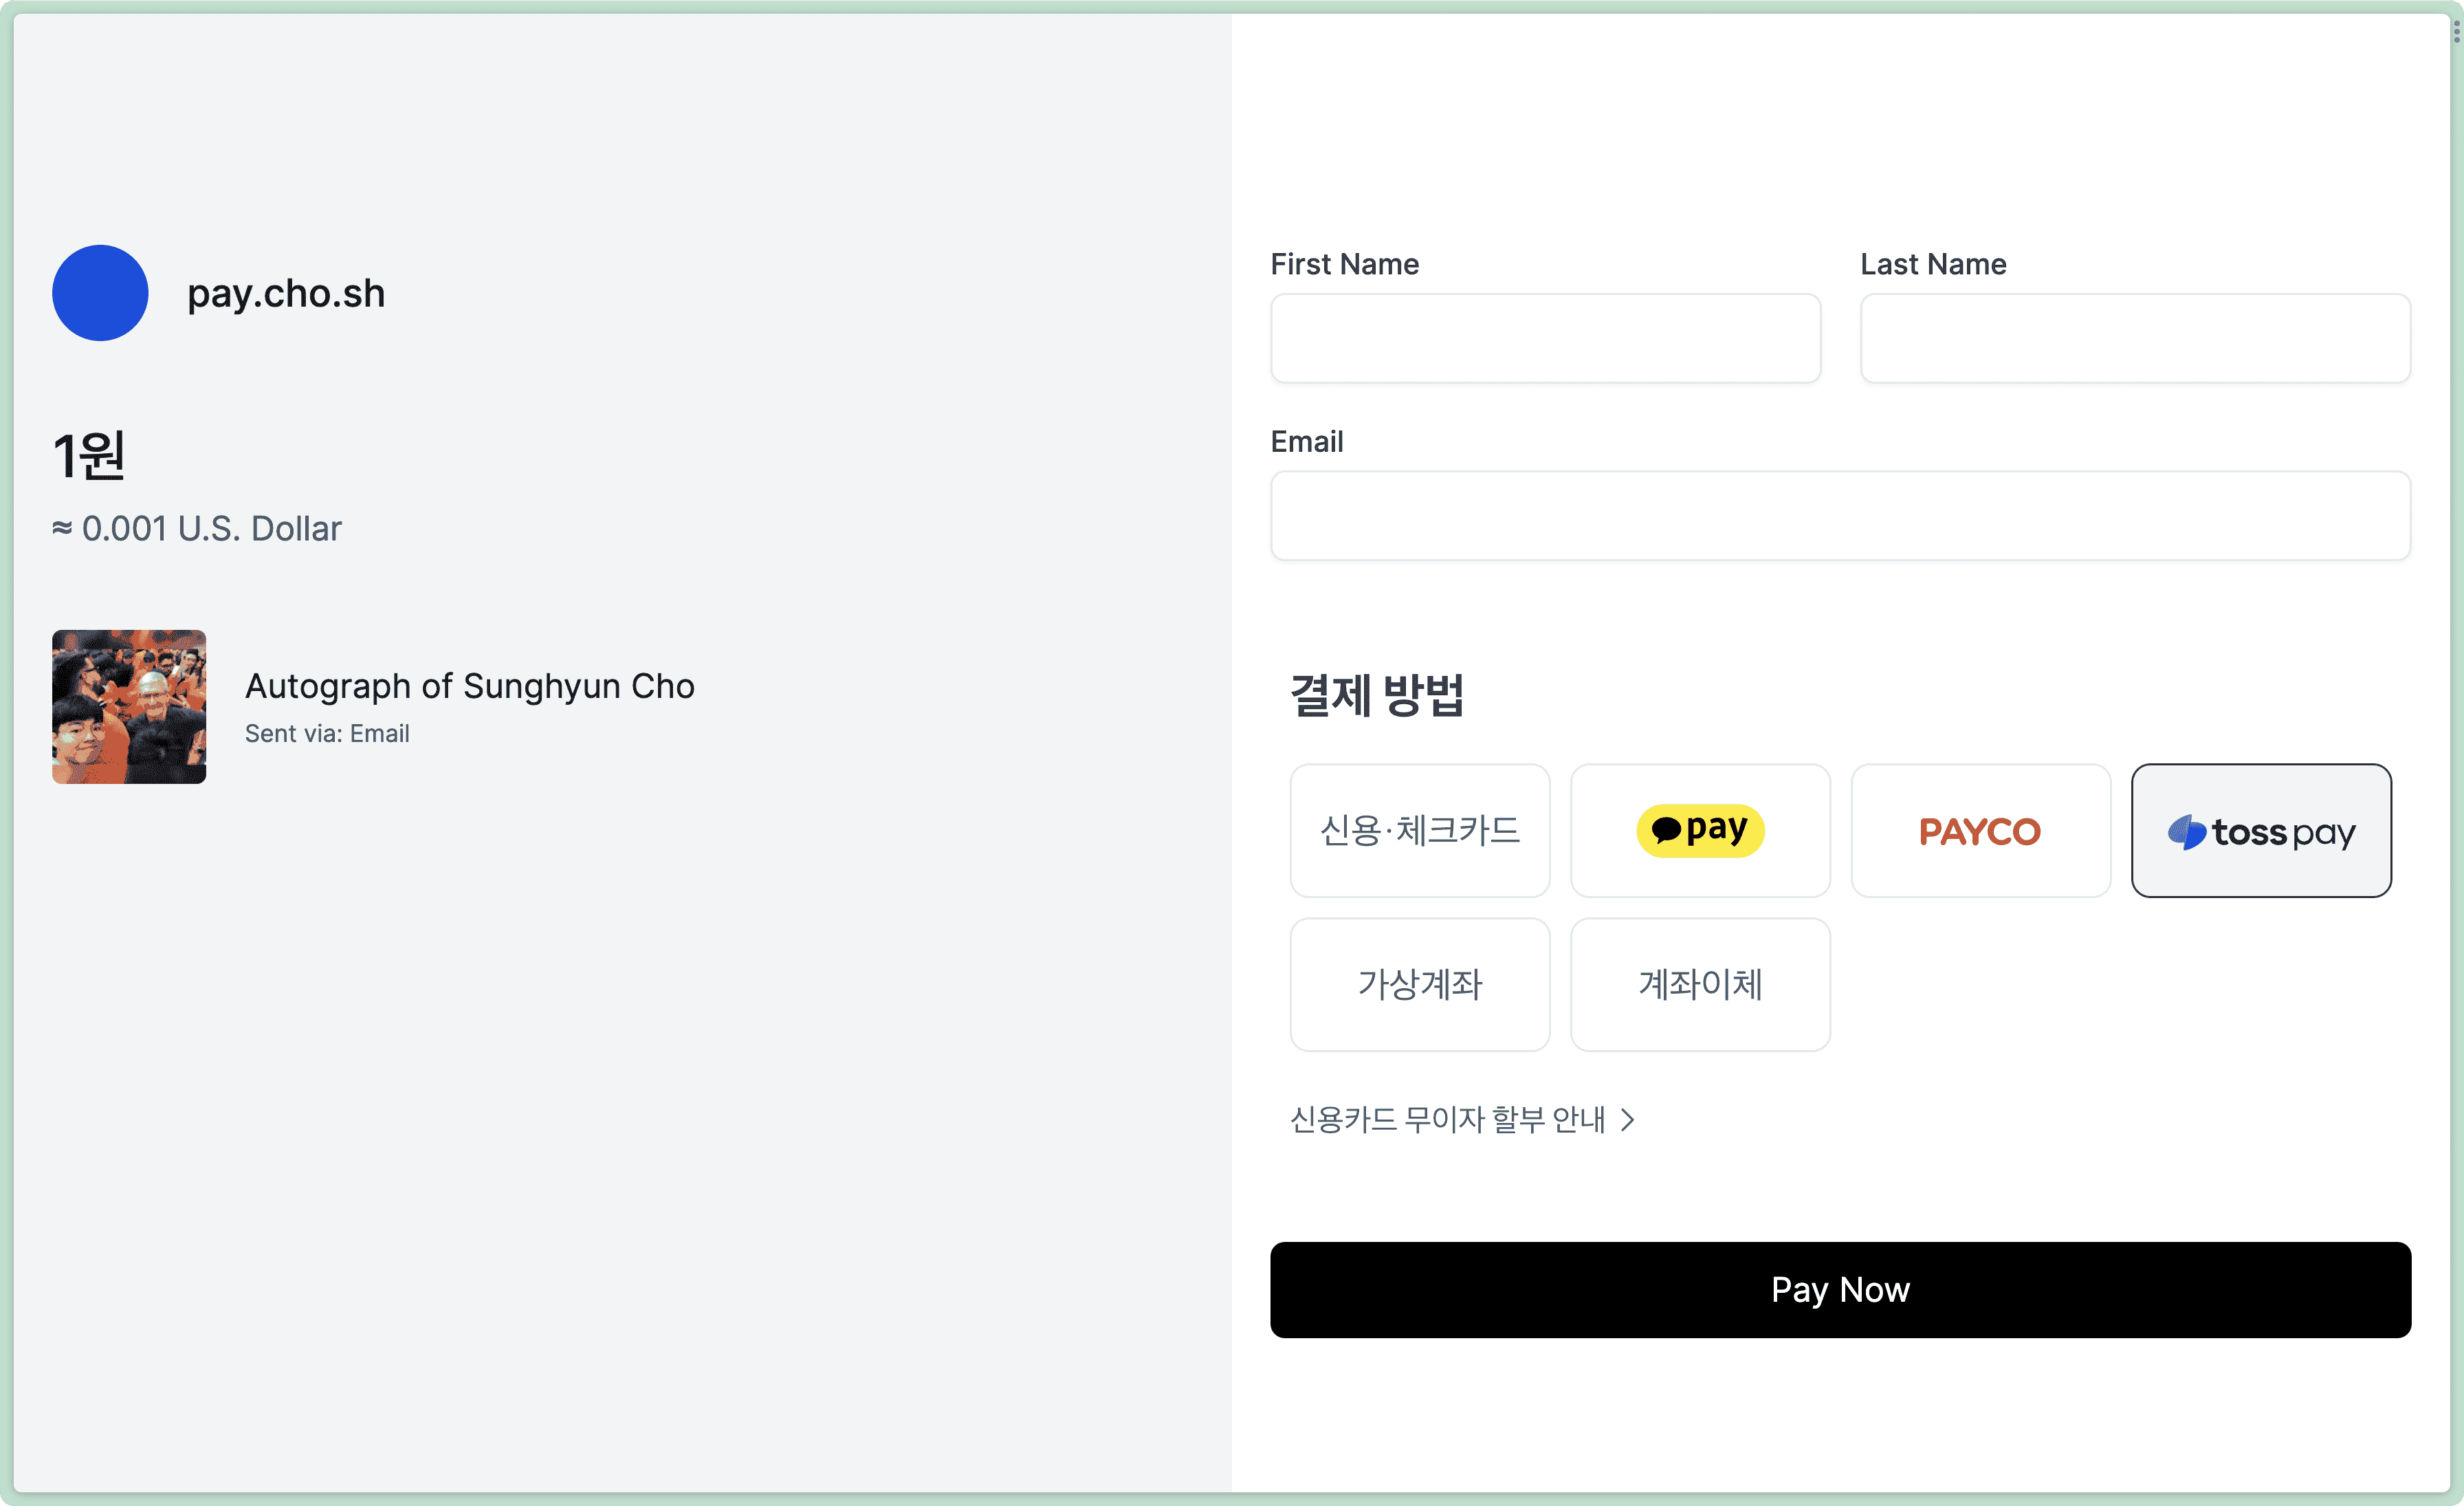 pay.cho.sh
1원
≈ 0.001 U.S. Dollar
Autograph of Sunghyun Cho
Sent via: Email
First Name
Last Name
Email
결제 방법
신용·체크카드
pay
PAYCO
toss pay
가상계좌
계좌이체
신용카드 무이자 할부 안내 >
Pay Now